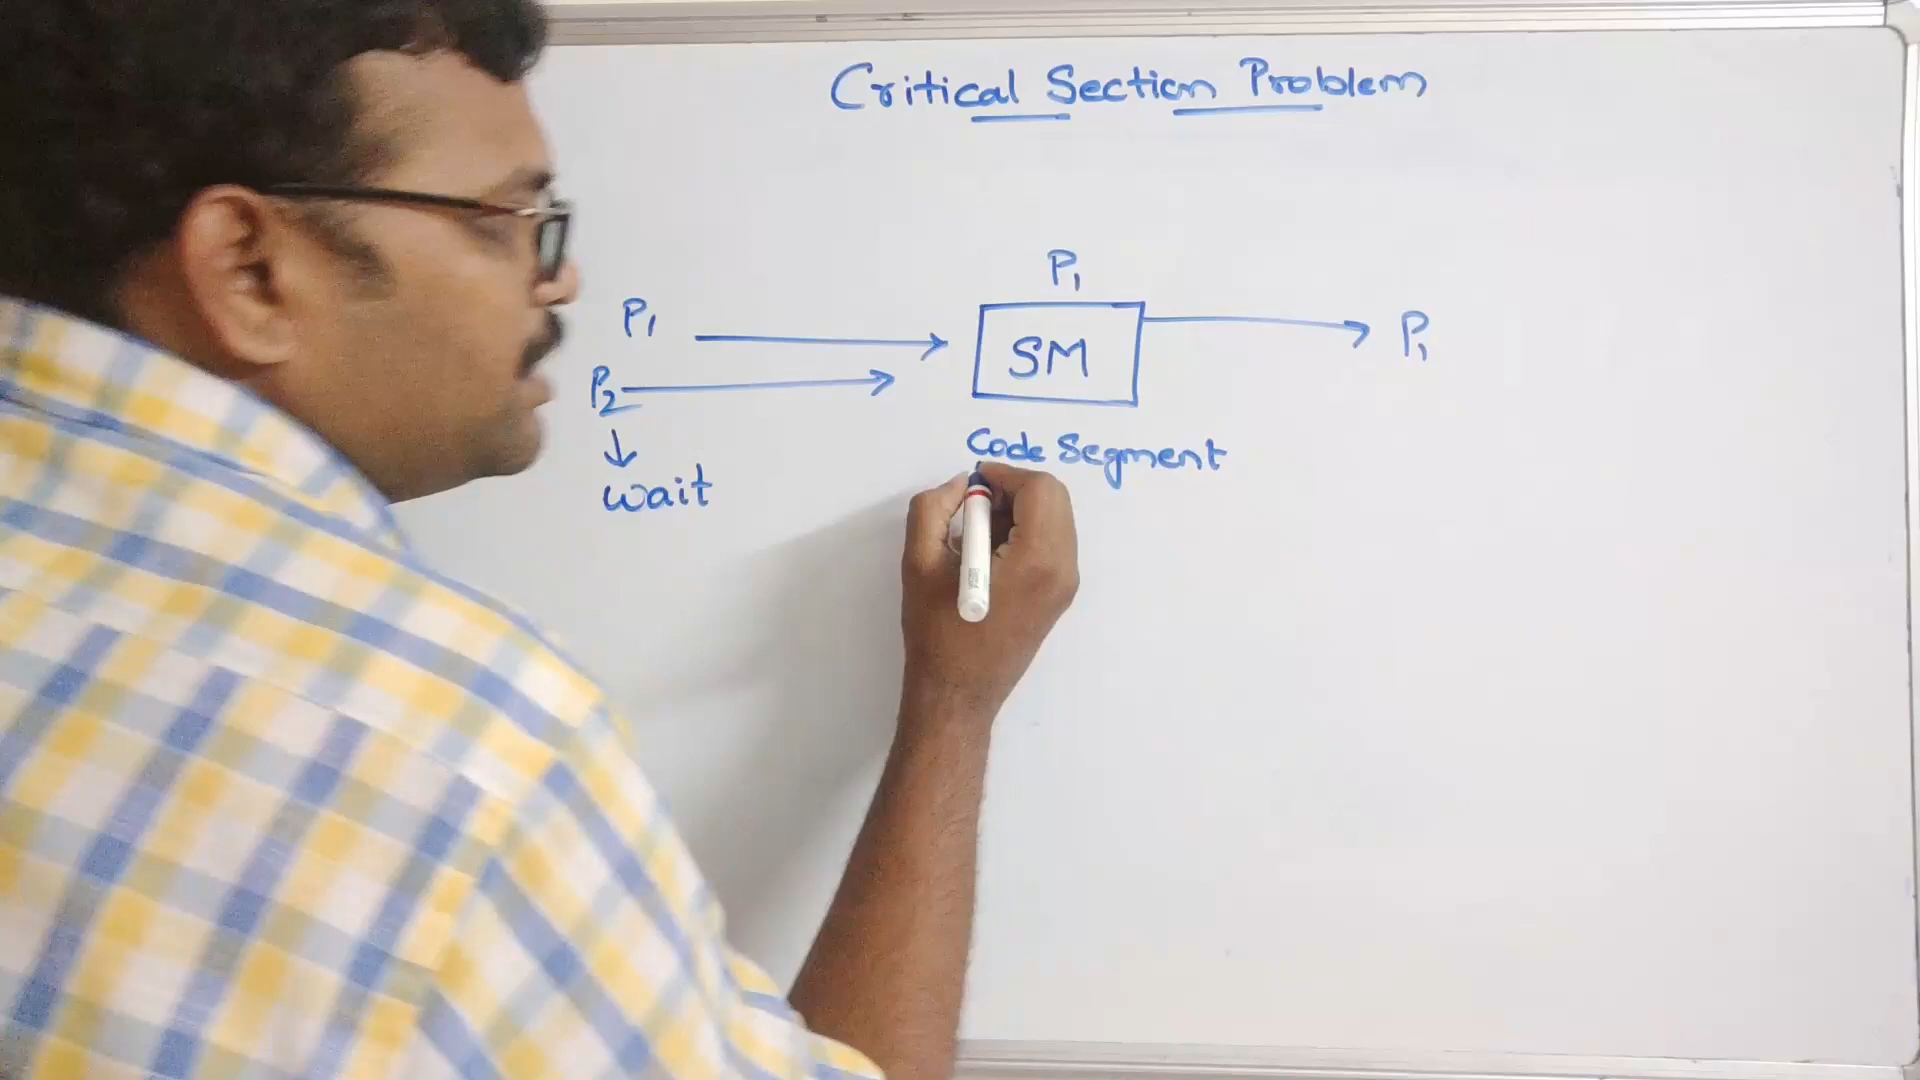 Critical Section Problem
P1
P1
SM
P1
P2
Code Segment
wait